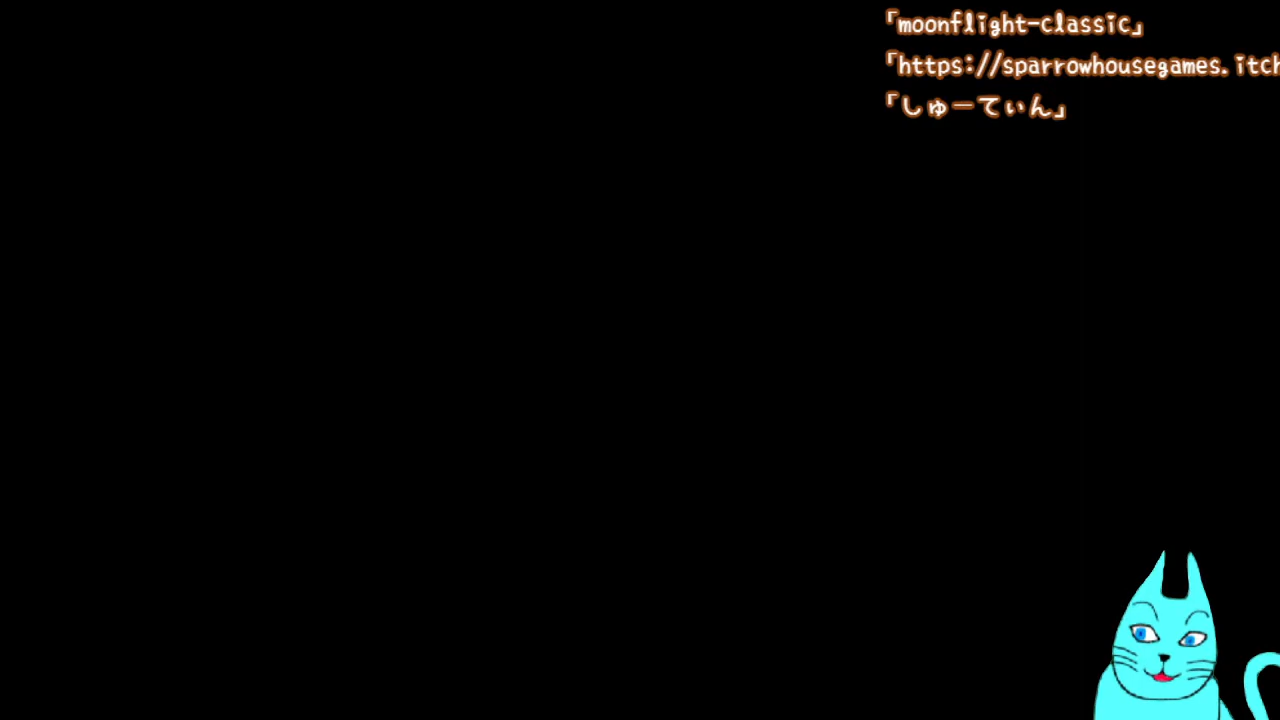 「moonflight-classic」
「https://sparrowhousegames.itch
「しゅーてぃん」